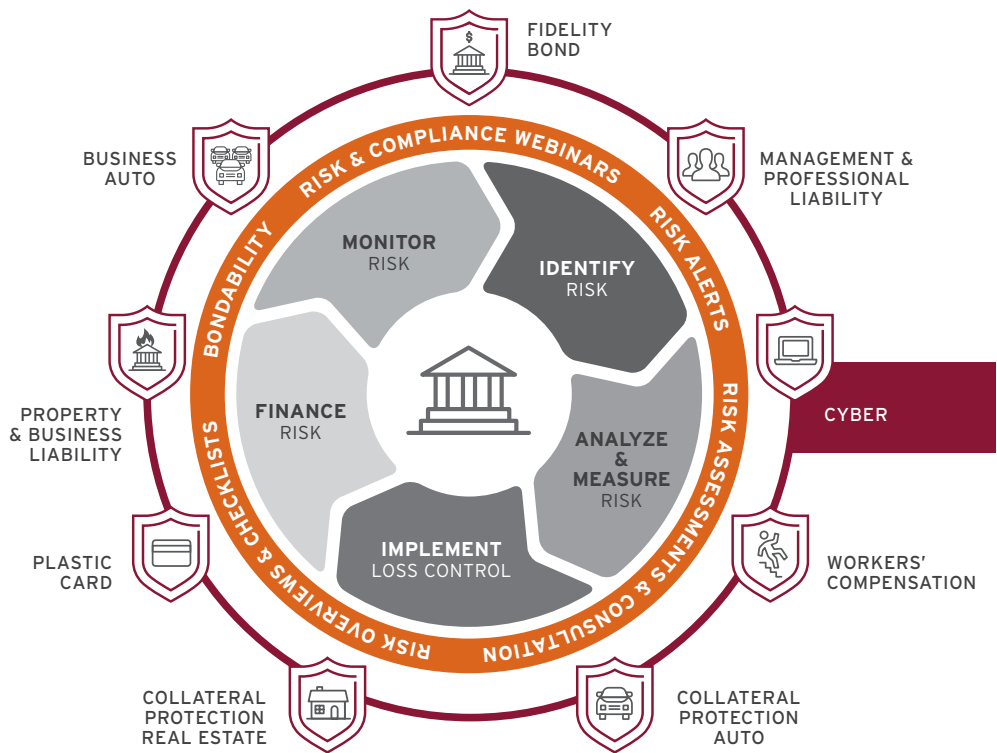 FIDELITY
BOND
MANAGEMENT &
PROFESSIONAL
LIABILITY
CYBER
WORKERS'
COMPENSATION
COLLATERAL
PROTECTION
AUTO
COLLATERAL
PROTECTION
REAL ESTATE
PLASTIC
CARD
PROPERTY
& BUSINESS
LIABILITY
BUSINESS
AUTO
RISK & COMPLIANCE WEBINARS
RISK ALERTS
RISK ASSESSMENTS & CONSULTATION
RISK OVERVIEWS & CHECKLISTS
BONDABILITY
IDENTIFY
RISK
ANALYZE
&
MEASURE
RISK
IMPLEMENT
LOSS CONTROL
FINANCE
RISK
MONITOR
RISK
$